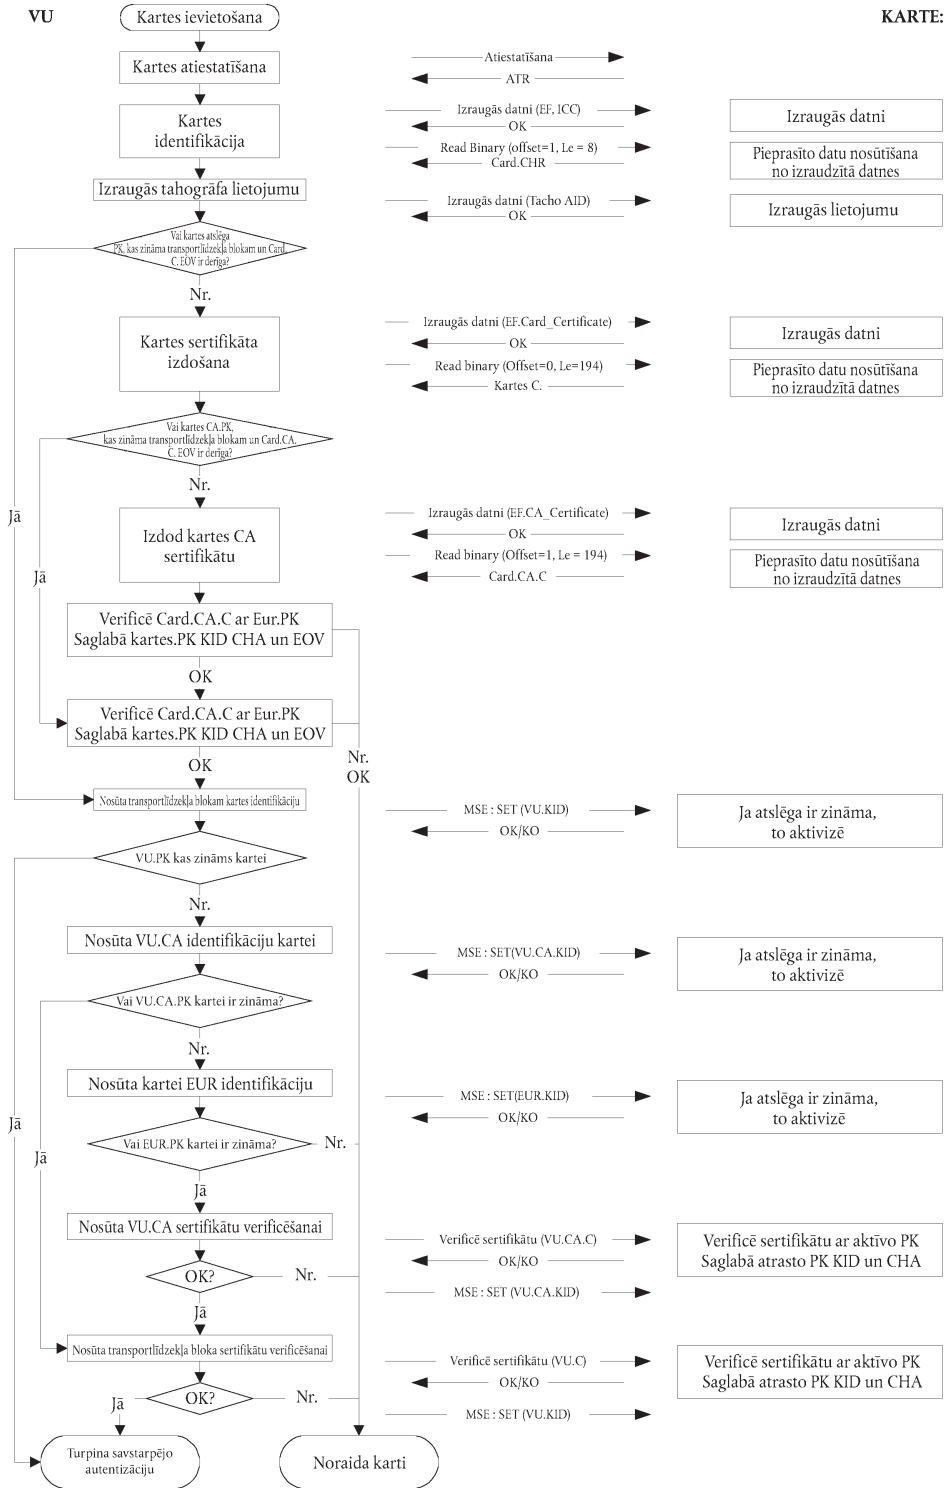 VU
Kartes ievietošana
KARTE:
Kartes atiestatīšana
Atiestatīšana
ATR
Kartes
identifikācija
Izraugās datni (EF, ICC)
OK
Izraugās datni
Read Binary (offset=1, Le = 8)
Card.CHR
Pieprasīto datu nosūtīšana
no izraudzītā datnes
Izraugās tahogrāfa lietojumu
Izraugās datni (Tacho AID)
OK
Izraugās lietojumu
Vai kartes atslēga
PK, kas zināma transportlīdzekļa blokam un Card.
C. EOV ir derīga?
Nr.
Kartes sertifikāta
izdošana
Izraugās datni (EF.Card_Certificate)
OK
Izraugās datni
Read binary (Offset=0, Le=194)
Kartes C.
Pieprasīto datu nosūtīšana
no izraudzītā datnes
Vai kartes CA.PK,
kas zināma transportlīdzekļa blokam un Card.CA.
C. EOV ir derīga?
Nr.
Jā
Izdod kartes CA
sertifikātu
Izraugās datni (EF.CA_Certificate)
OK
Izraugās datni
Read binary (Offset=1, Le = 194)
Card.CA.C
Pieprasīto datu nosūtīšana
no izraudzītā datnes
Jā
Verificē Card.CA.C ar Eur.PK
Saglabā kartes.PK KID CHA un EOV
OK
Verificē Card.CA.C ar Eur.PK
Saglabā kartes.PK KID CHA un EOV
OK
Nr.
OK
Nosūta transportlīdzekļa blokam kartes identifikāciju
MSE : SET (VU.KID)
OK/KO
Ja atslēga ir zināma,
to aktivizē
VU.PK kas zināms kartei
Nr.
Nosūta VU.CA identifikāciju kartei
MSE : SET(VU.CA.KID)
OK/KO
Ja atslēga ir zināma,
to aktivizē
Vai VU.CA.PK kartei ir zināma?
Nr.
Nosūta kartei EUR identifikāciju
MSE : SET(EUR.KID)
OK/KO
Ja atslēga ir zināma,
to aktivizē
Jā
Vai EUR.PK kartei ir zināma?
Nr.
Jā
Jā
Nosūta VU.CA sertifikātu verificēšanai
Verificē sertifikātu (VU.CA.C)
OK/KO
Verificē sertifikātu ar aktīvo PK
Saglabā atrasto PK KID un CHA
OK?
Nr.
MSE : SET (VU.CA.KID)
Jā
Nosūta transportlīdzekļa bloka sertifikātu verificēšanai
Verificē sertifikātu (VU.C)
OK/KO
Verificē sertifikātu ar aktīvo PK
Saglabā atrasto PK KID un CHA
Jā
OK?
Nr.
MSE : SET (VU.KID)
Turpina savstarpējo
autentizāciju
Noraida karti